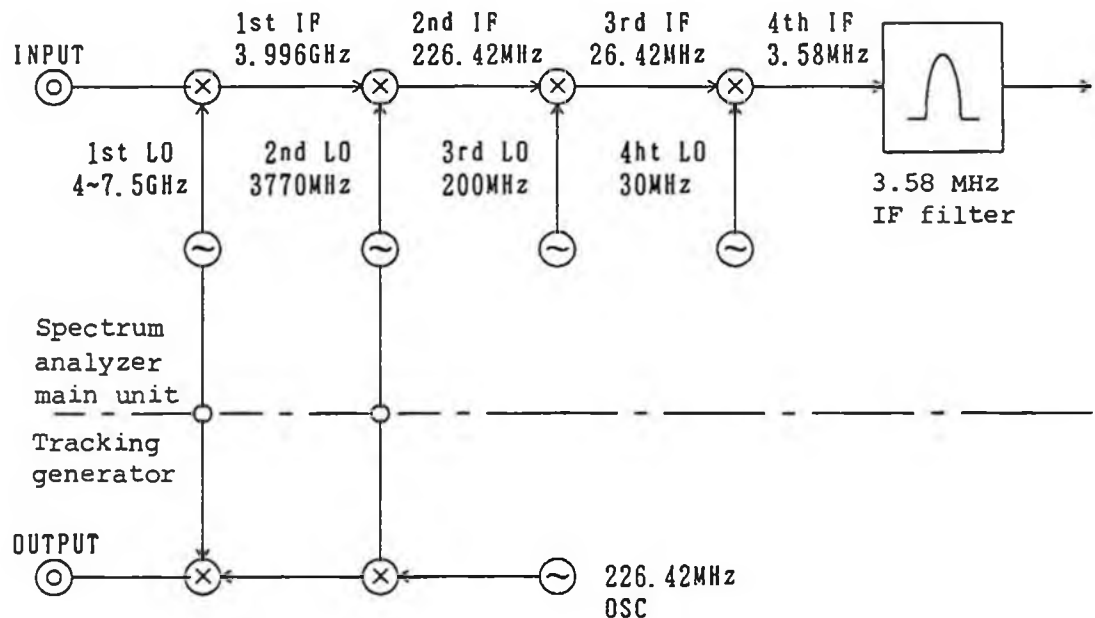 INPUT
1st IF
3.996GHz
2nd IF
226.42MHz
3rd IF
26.42MHz
4th IF
3.58MHz
1st LO
4~7.5GHz
2nd LO
3770MHz
3rd LO
200MHz
4ht LO
30MHz
3.58 MHz
IF filter
Spectrum
analyzer
main unit
Tracking
generator
OUTPUT
226.42MHz
OSC